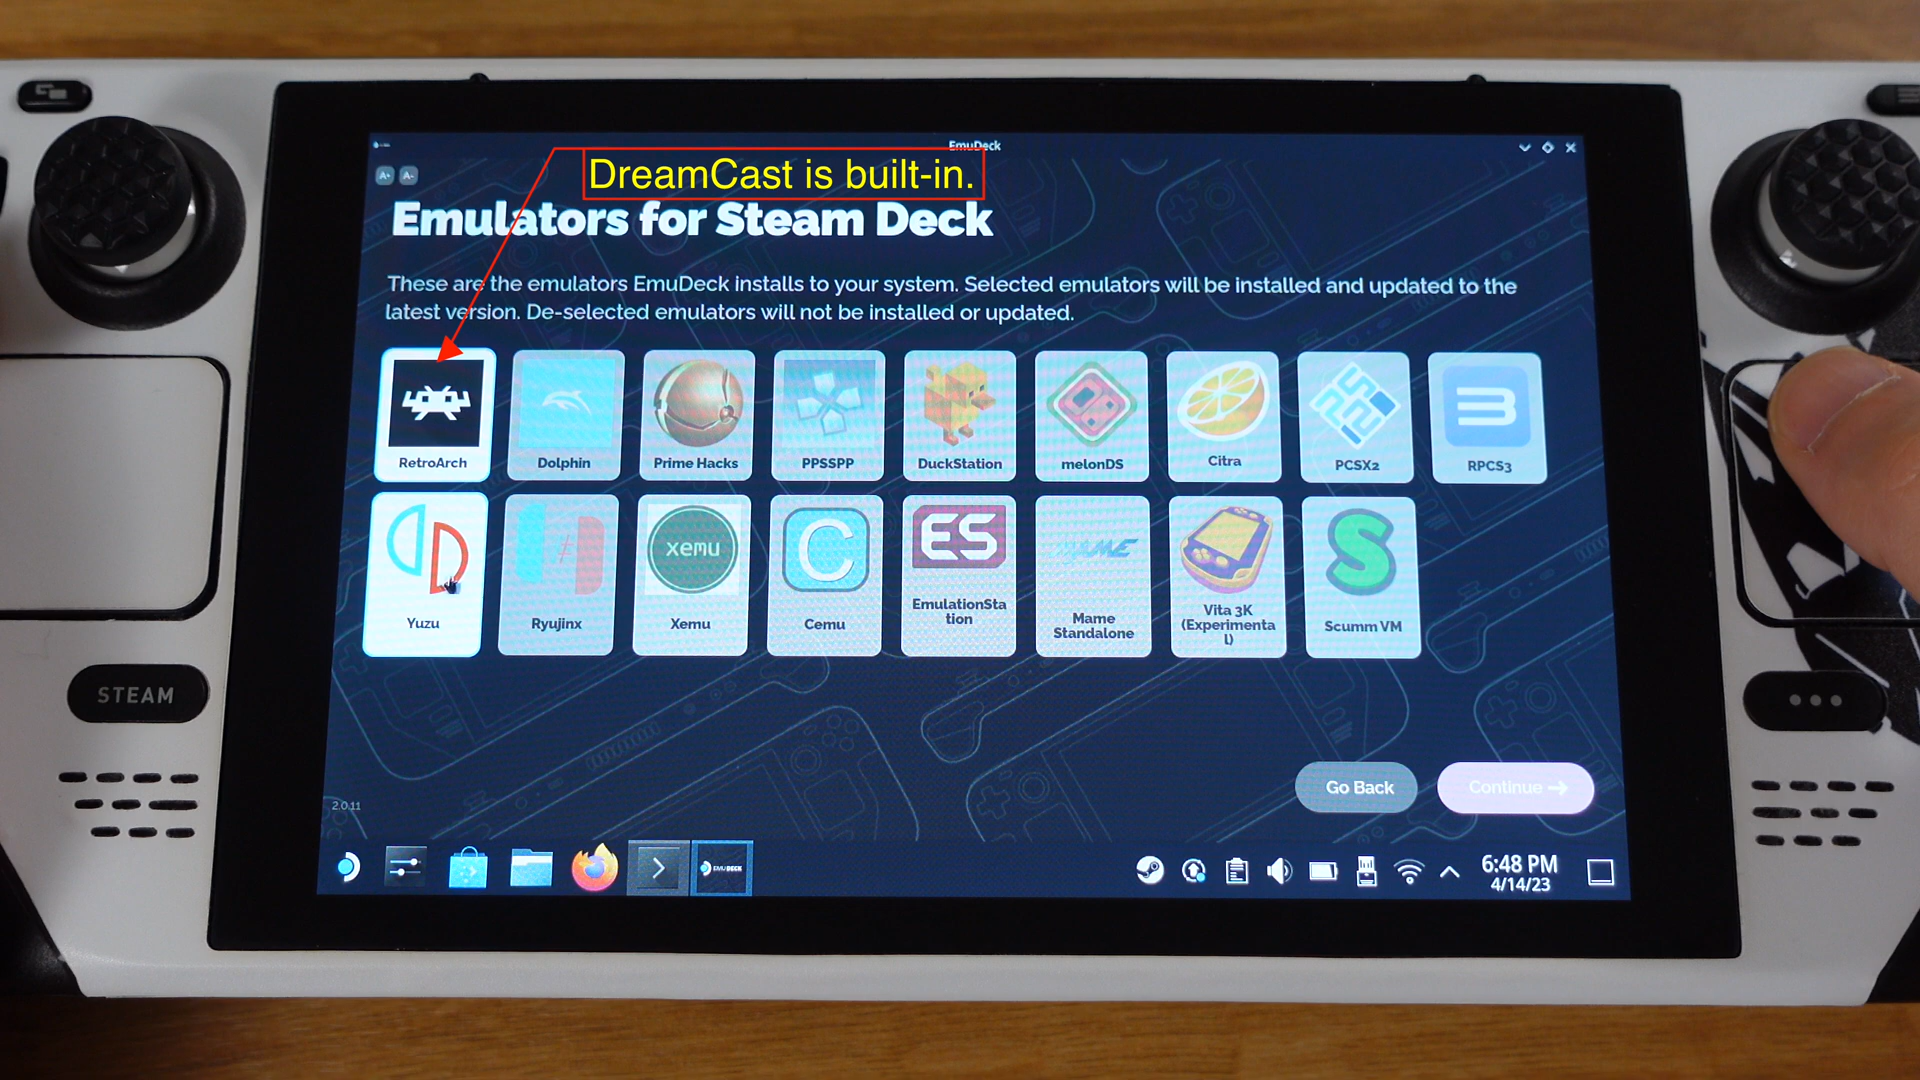 EmuDeck
DreamCast is built-in.
A+ A-
Emulators for Steam Deck
These are the emulators EmuDeck installs to your system. Selected emulators will be installed and updated to the
latest version. De-selected emulators will not be installed or updated.
RetroArch
Dolphin
Prime Hacks
PPSSPP
DuckStation
melonDS
Citra
PCSX2
RPCS3
Yuzu
Ryujinx
xemu
Xemu
C
Cemu
ES
EmulationSta
tion
MAME
Mame
Standalone
Vita 3K
(Experimenta
l)
S
Scumm VM
STEAM
Go Back
Continue →
2.0.11
EMUDECK
6:48 PM
4/14/23